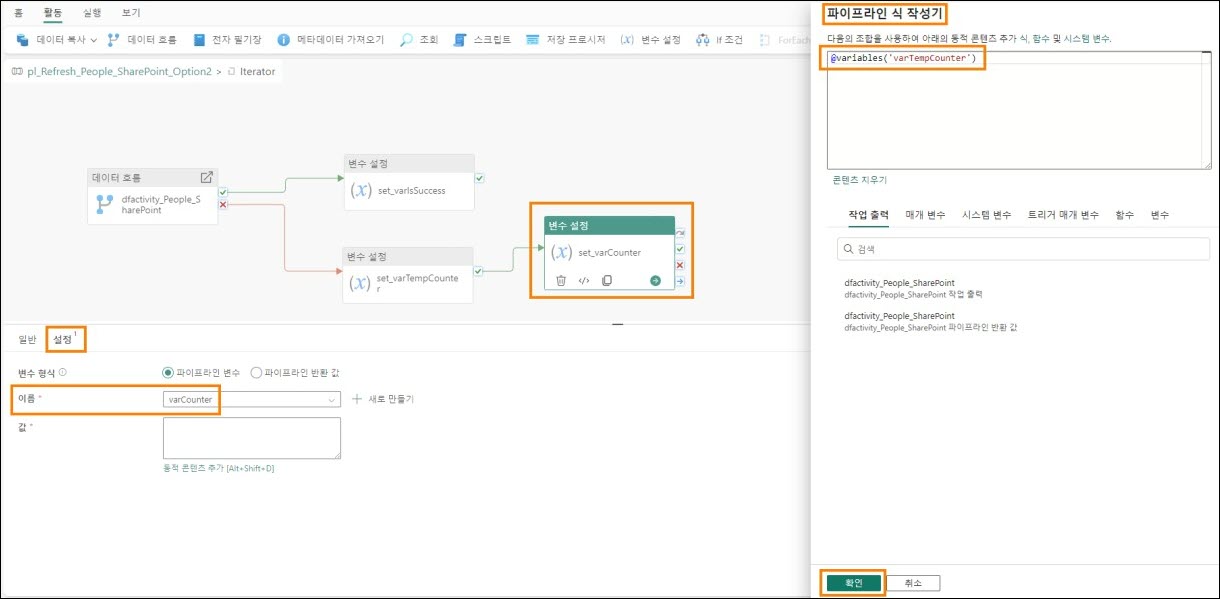 홈 활동 실행 보기
데이터 복사 데이터 흐름 전자 필기장 메타데이터 가져오기 조회 스크립트 저장 프로시저 (x) 변수 설정 If 조건 ForEach
pl_Refresh_People_SharePoint_Option2 > Iterator
데이터 흐름
dfactivity_People_S
harePoint
변수 설정
(x) set_varIsSuccess
변수 설정
(x) set_varTempCounte
r
변수 설정
(x) set_varCounter
일반 설정 1
변수 형식 파이프라인 변수 파이프라인 반환 값
이름 * varCounter 새로 만들기
값 *
동적 콘텐츠 추가 [Alt+Shift+D]
파이프라인 식 작성기
다음의 조합을 사용하여 아래의 동적 콘텐츠 추가 식, 함수 및 시스템 변수.
@variables('varTempCounter')
콘텐츠 지우기
작업 출력 매개 변수 시스템 변수 트리거 매개 변수 함수 변수
검색
dfactivity_People_SharePoint
dfactivity_People_SharePoint 작업 출력
dfactivity_People_SharePoint
dfactivity_People_SharePoint 파이프라인 반환 값
확인 취소